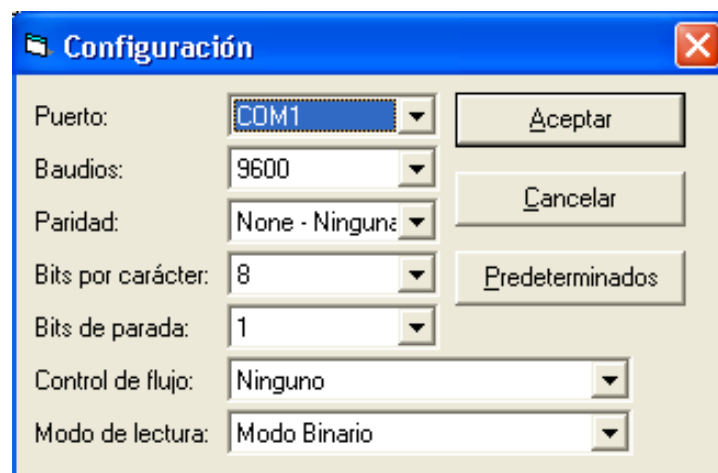 Configuración
Puerto: COM1 Aceptar
Baudios: 9600
Cancelar
Paridad: None - Ninguna
Bits por carácter: 8 Predeterminados
Bits de parada: 1
Control de flujo: Ninguno
Modo de lectura: Modo Binario